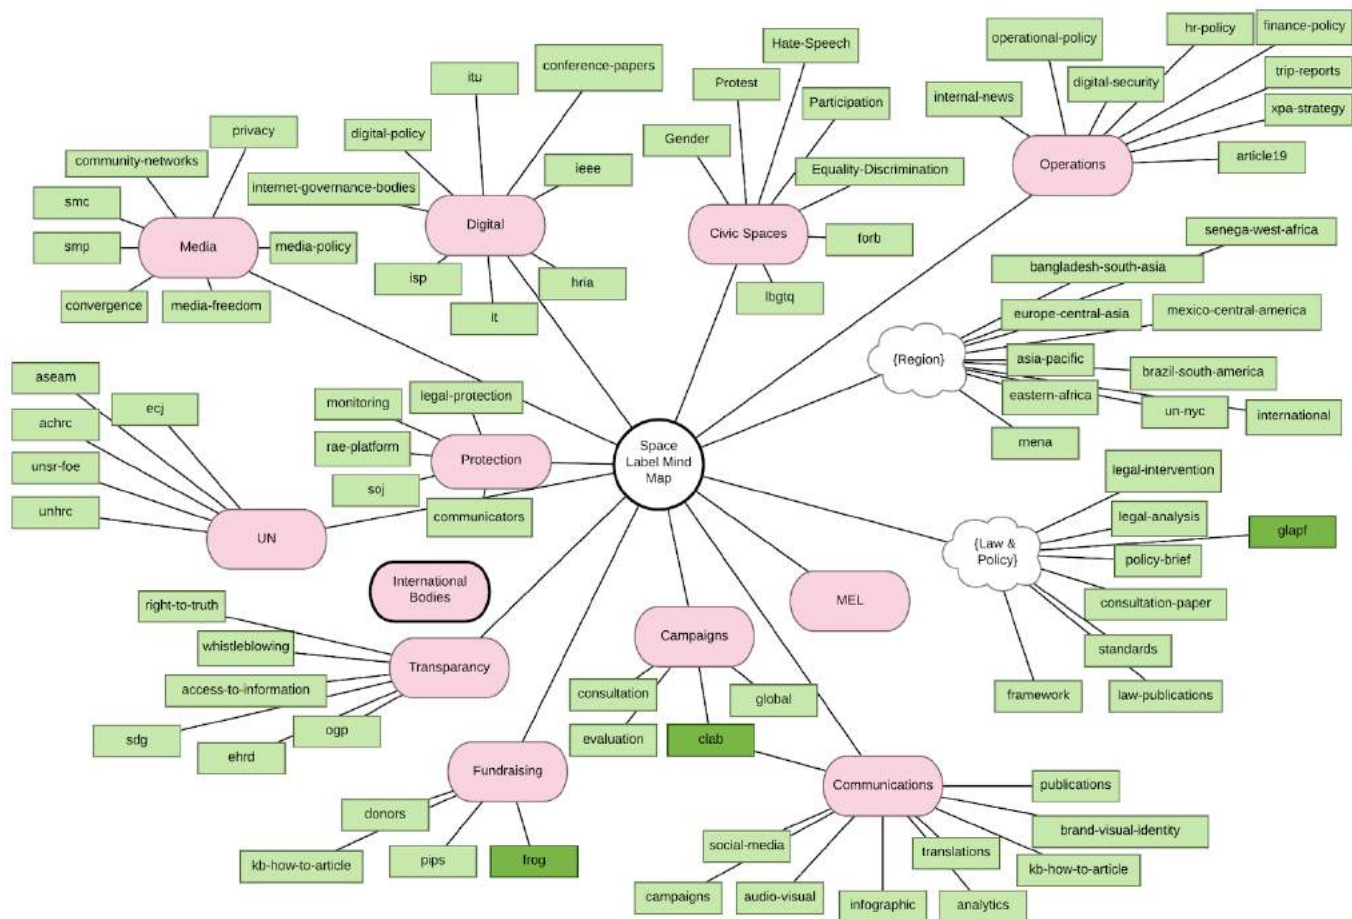 Hate-Speech
operational-policy
hr-policy
finance-policy
itu
conference-papers
Protest
digital-security
trip-reports
internal-news
Participation
xpa-strategy
privacy
digital-policy
Gender
community-networks
ieee
Equality-Discrimination
Operations
article19
internet-governance-bodies
smc
Digital
Civic Spaces
forb
senega-west-africa
smp
Media
media-policy
isp
hria
bangladesh-south-asia
convergence
media-freedom
it
lbgtq
europe-central-asia
mexico-central-america
{Region}
asia-pacific
brazil-south-america
aseam
ecj
monitoring
legal-protection
eastern-africa
un-nyc
international
achrc
rae-platform
Protection
Space
Label Mind
Map
mena
unsr-foe
soj
legal-intervention
unhrc
UN
communicators
legal-analysis
glapf
{Law &
Policy}
policy-brief
International
Bodies
MEL
consultation-paper
right-to-truth
whistleblowing
Transparancy
Campaigns
standards
access-to-information
consultation
global
framework
law-publications
sdg
ogp
ehrd
evaluation
clab
Fundraising
Communications
publications
donors
brand-visual-identity
kb-how-to-article
pips
frog
social-media
translations
kb-how-to-article
campaigns
audio-visual
infographic
analytics